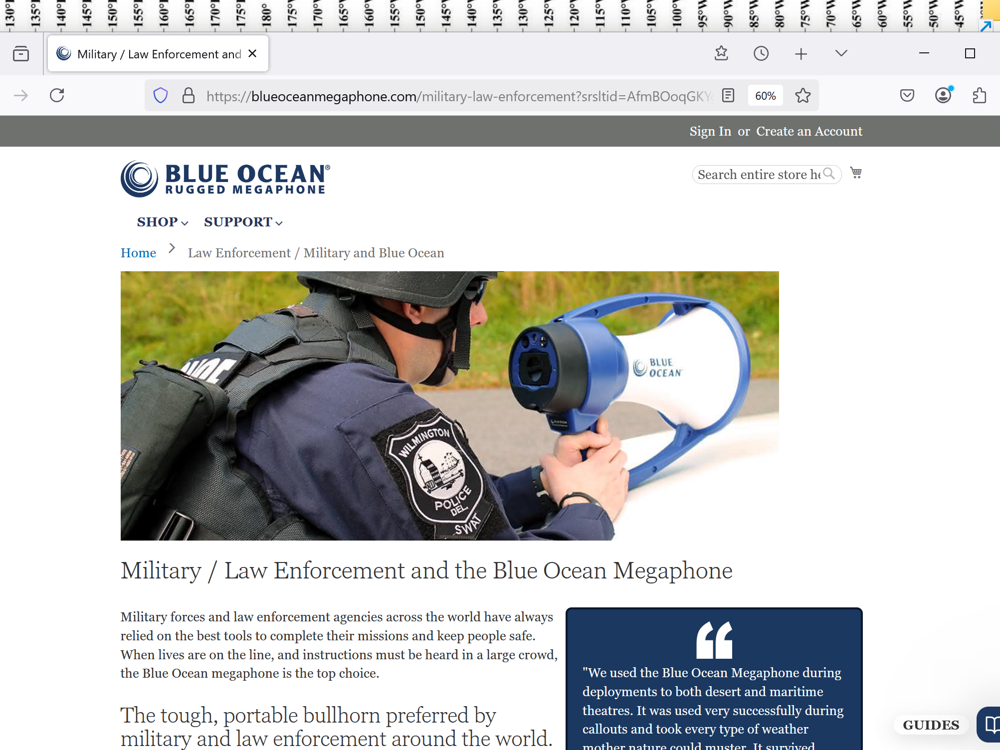 130°E 135°E 140°E 145°E 150°E 155°E 160°E 165°E 170°E 175°E 180° 175°W 170°W 165°W 160°W 155°W 150°W 145°W 140°W 135°W 130°W 125°W 120°W 115°W 110°W 105°W 100°W 95°W 90°W 85°W 80°W 75°W 70°W 65°W 60°W 55°W 50°W 45°W
Military / Law Enforcement and
https://blueoceanmegaphone.com/military-law-enforcement?srsltid=AfmBOoqGKY
60%
Sign In or Create an Account
BLUE OCEAN®
RUGGED MEGAPHONE
Search entire store he
SHOP SUPPORT
Home > Law Enforcement / Military and Blue Ocean
BLUE
OCEAN
WILMINGTON
POLICE
DEL.
SWAT
Military / Law Enforcement and the Blue Ocean Megaphone
Military forces and law enforcement agencies across the world have always
relied on the best tools to complete their missions and keep people safe.
When lives are on the line, and instructions must be heard in a large crowd,
the Blue Ocean megaphone is the top choice.
The tough, portable bullhorn preferred by
military and law enforcement around the world.
"We used the Blue Ocean Megaphone during
deployments to both desert and maritime
theatres. It was used very successfully during
callouts and took every type of weather
mother nature could muster. It survived
GUIDES